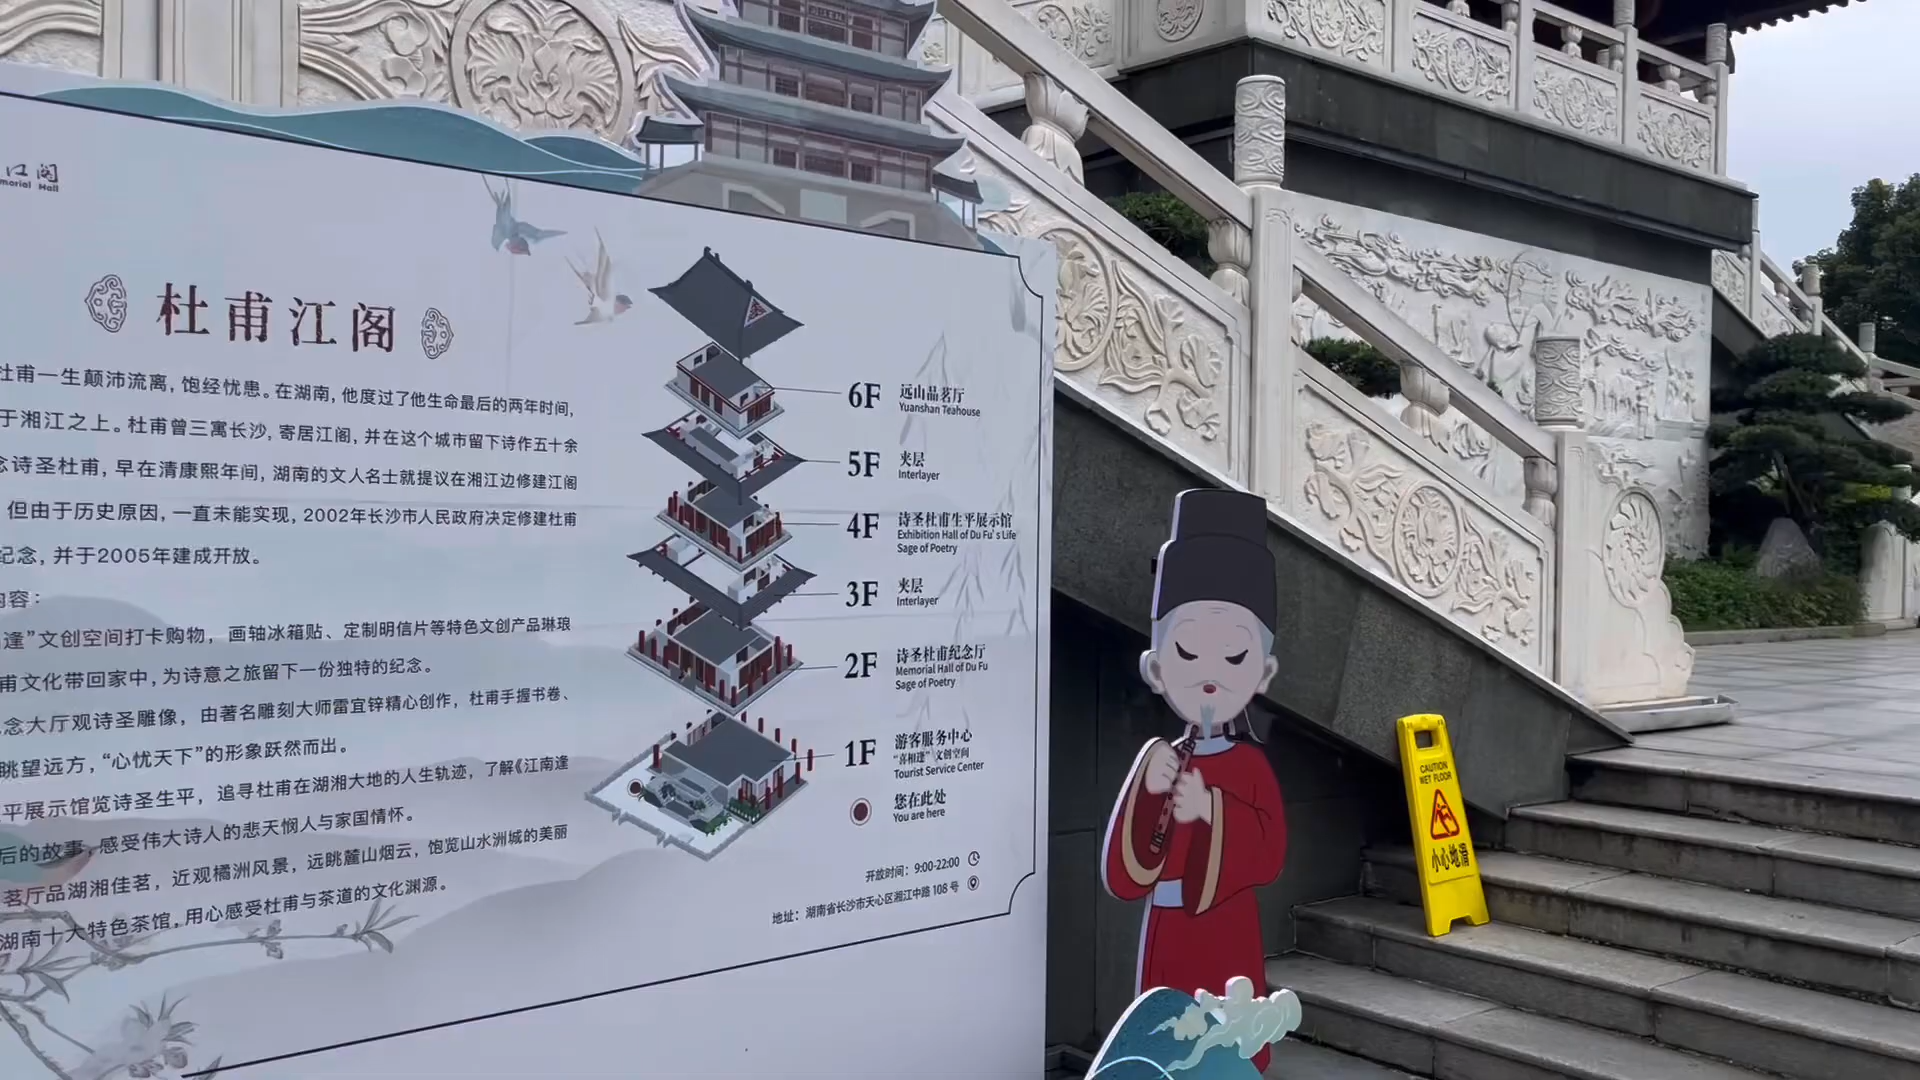 江阁
morial Hall
杜甫江阁
杜甫一生颠沛流离,饱经忧患。在湖南,他度过了他生命最后的两年时间,
于湘江之上。杜甫曾三寓长沙,寄居江阁,并在这个城市留下诗作五十余
念诗圣杜甫,早在清康熙年间,湖南的文人名士就提议在湘江边修建江阁
但由于历史原因,一直未能实现,2002年长沙市人民政府决定修建杜甫
纪念,并于2005年建成开放。
内容:
逢”文创空间打卡购物,画轴冰箱贴、定制明信片等特色文创产品琳琅
甫文化带回家中,为诗意之旅留下一份独特的纪念。
念大厅观诗圣雕像,由著名雕刻大师雷宜锌精心创作,杜甫手握书卷、
眺望远方,“心忧天下”的形象跃然而出。
平展示馆览诗圣生平,追寻杜甫在湖湘大地的人生轨迹,了解《江南逢
后的故事,感受伟大诗人的悲天悯人与家国情怀。
茗厅品湖湘佳茗,近观橘洲风景,远眺麓山烟云,饱览山水洲城的美丽
湖南十大特色茶馆,用心感受杜甫与茶道的文化渊源。
6F 远山品茗厅
Yuanshan Teahouse
5F 夹层
Interlayer
4F 诗圣杜甫生平展示馆
Exhibition Hall of Du Fu's Life
Sage of Poetry
3F 夹层
Interlayer
2F 诗圣杜甫纪念厅
Memorial Hall of Du Fu
Sage of Poetry
1F 游客服务中心
“喜相逢”文创空间
Tourist Service Center
您在此处
You are here
开放时间:9:00-22:00
地址:湖南省长沙市天心区湘江中路108号
CAUTION
WET FLOOR
小心地滑